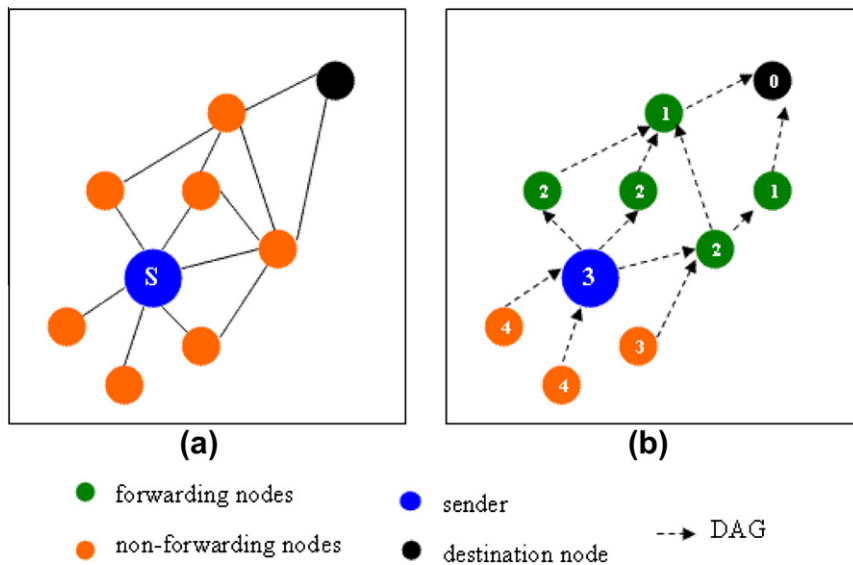 S
0
1
2
2
1
2
3
4
3
4
(a)
(b)
forwarding nodes
sender
non-forwarding nodes
destination node
DAG